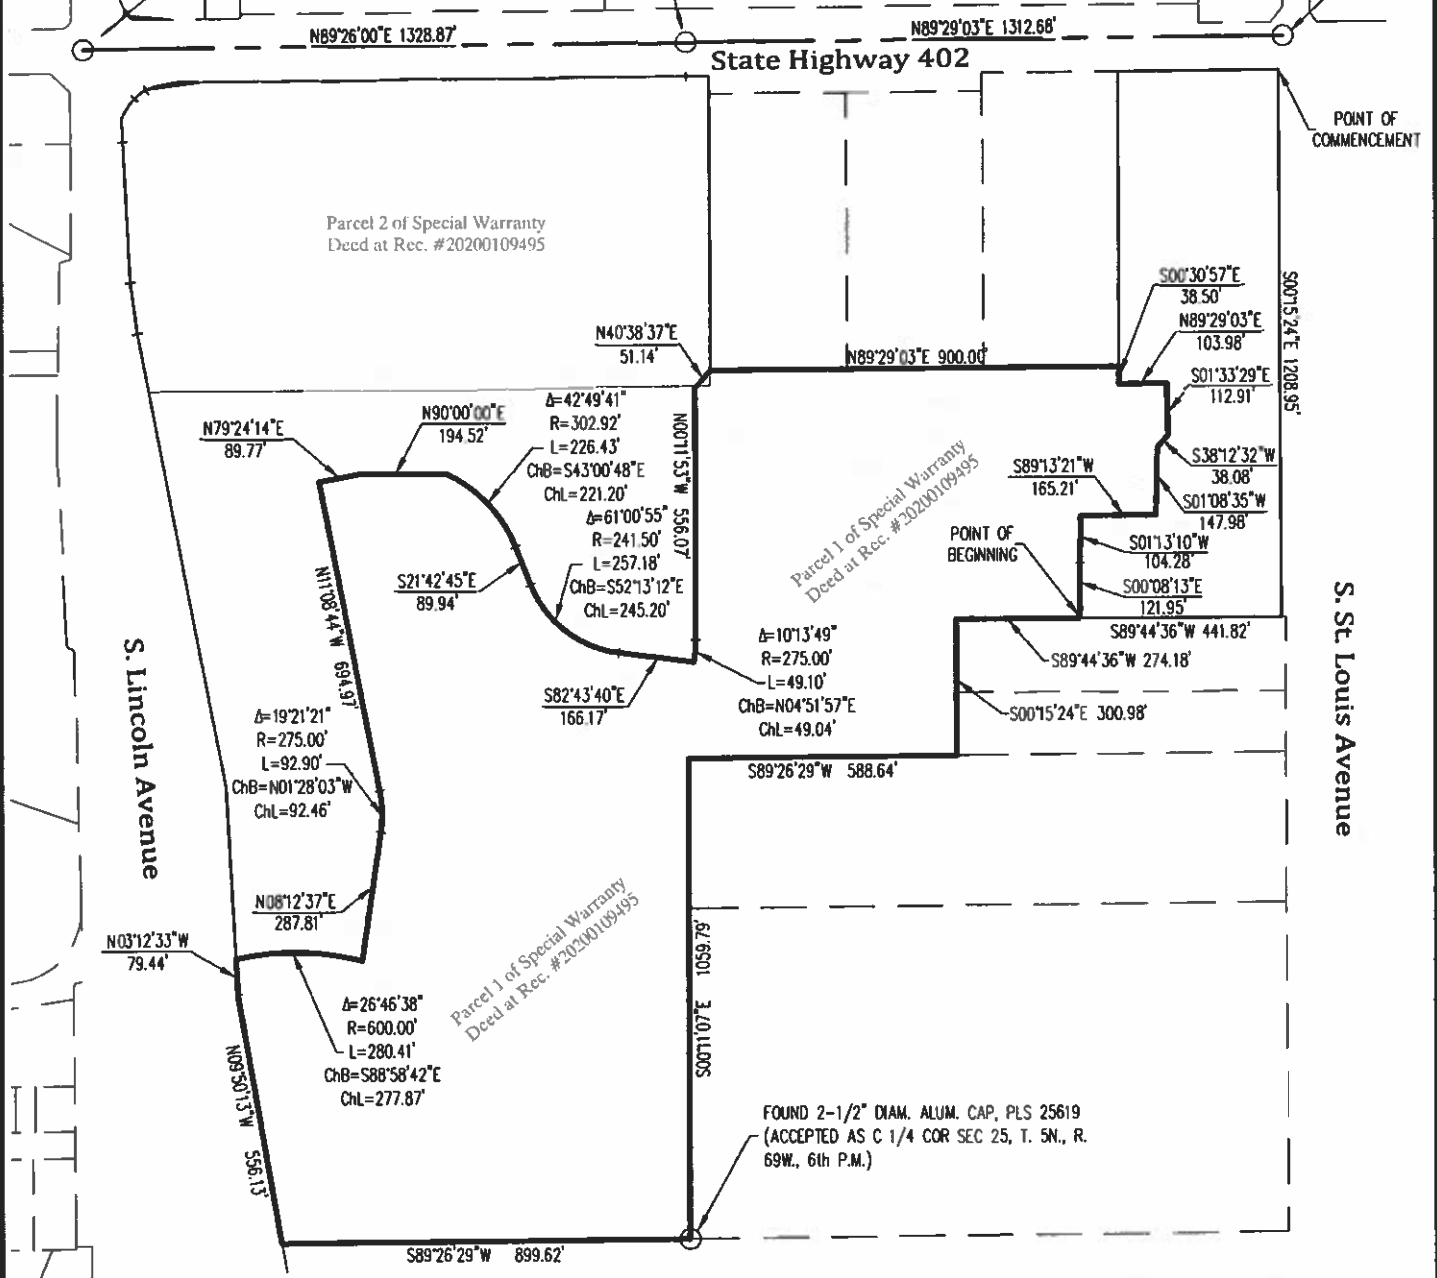 N89°26'00"E 1328.87'
N89°29'03"E 1312.68'
State Highway 402
POINT OF
COMMENCEMENT
Parcel 2 of Special Warranty
Deed at Rec. #20200109495
S00°30'57"E
38.50'
N89°29'03"E
103.98'
S00°15'24"E 1208.95'
N40°38'37"E
51.14'
N89°29'03"E 900.00'
S01°33'29"E
112.91'
N79°24'14"E
89.77'
N90°00'00"E
194.52'
Δ=42°49'41"
R=302.92'
L=226.43'
ChB=S43°00'48"E
ChL=221.20'
N00°11'53"W 556.07'
S38°12'32"W
38.08'
S89°13'21"W
165.21'
S01°08'35"W
147.98'
Parcel 1 of Special Warranty
Deed at Rec. #20200109495
POINT OF
BEGINNING
S01°13'10"W
104.28'
Δ=61°00'55"
R=241.50'
L=257.18'
ChB=S52°13'12"E
ChL=245.20'
S21°42'45"E
89.94'
S00°08'13"E
121.95'
S89°44'36"W 441.82'
S89°44'36"W 274.18'
N11°08'44"W 694.97'
S. Lincoln Avenue
S. St. Louis Avenue
Δ=10°13'49"
R=275.00'
L=49.10'
ChB=N04°51'57"E
ChL=49.04'
S82°43'40"E
166.17'
S00°15'24"E 300.98'
Δ=19°21'21"
R=275.00'
L=92.90'
ChB=N01°28'03"W
ChL=92.46'
S89°26'29"W 588.64'
N08°12'37"E
287.81'
N03°12'33"W
79.44'
Parcel 1 of Special Warranty
Deed at Rec. #20200109495
S00°11'07"E 1059.79'
Δ=26°46'38"
R=600.00'
L=280.41'
ChB=S88°58'42"E
ChL=277.87'
N09°50'13"W 556.13'
FOUND 2-1/2" DIAM. ALUM. CAP, PLS 25619
(ACCEPTED AS C 1/4 COR SEC 25, T. 5N., R.
69W., 6th P.M.)
S89°26'29"W 899.62'